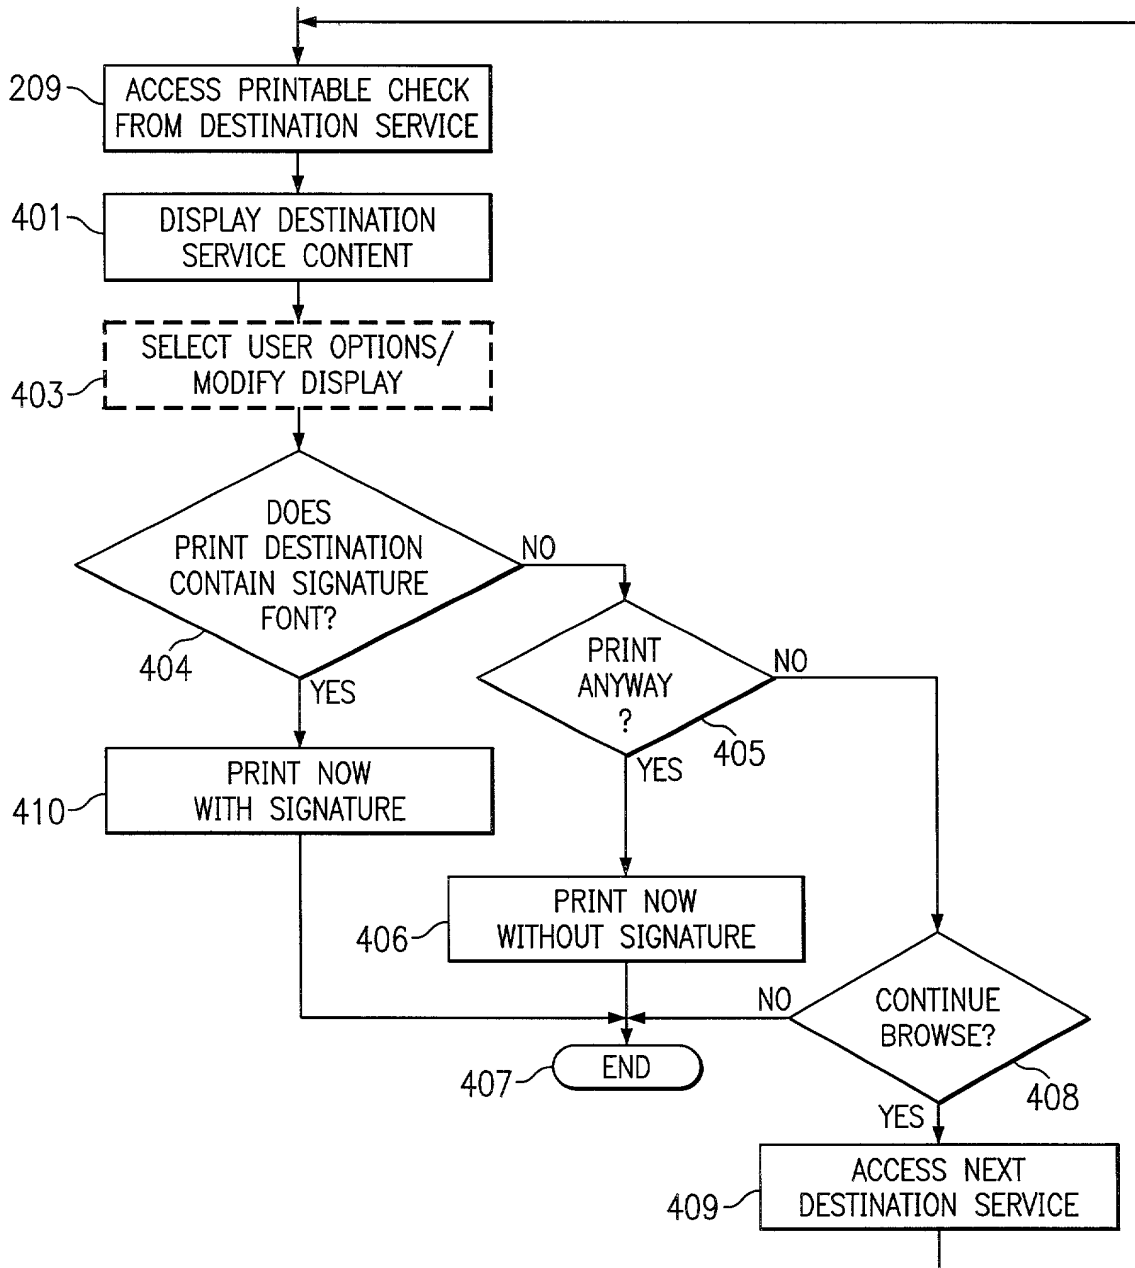 209
ACCESS PRINTABLE CHECK
FROM DESTINATION SERVICE
401
DISPLAY DESTINATION
SERVICE CONTENT
403
SELECT USER OPTIONS/
MODIFY DISPLAY
DOES
PRINT DESTINATION
CONTAIN SIGNATURE
FONT?
404
NO
YES
PRINT
ANYWAY
?
405
NO
YES
410
PRINT NOW
WITH SIGNATURE
406
PRINT NOW
WITHOUT SIGNATURE
CONTINUE
BROWSE?
408
NO
YES
407
END
409
ACCESS NEXT
DESTINATION SERVICE